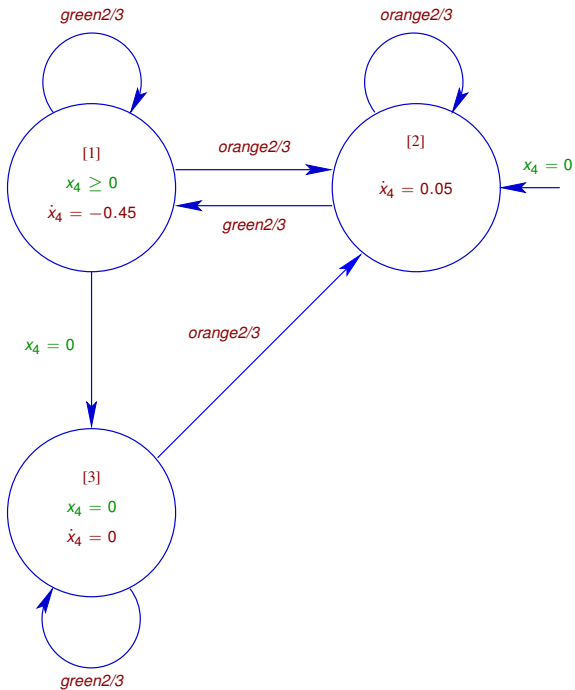 green2/3
orange2/3
[1]
x₄ ≥ 0
ẋ₄ = −0.45
orange2/3
green2/3
[2]
ẋ₄ = 0.05
x₄ = 0
x₄ = 0
orange2/3
[3]
x₄ = 0
ẋ₄ = 0
green2/3